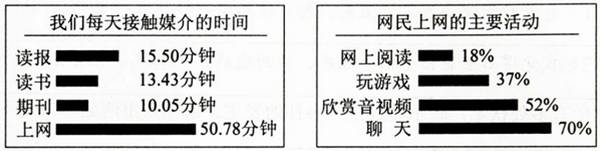 我们每天接触媒介的时间
读报 15.50分钟
读书 13.43分钟
期刊 10.05分钟
上网 50.78分钟
网民上网的主要活动
网上阅读 18%
玩游戏 37%
欣赏音视频 52%
聊天 70%